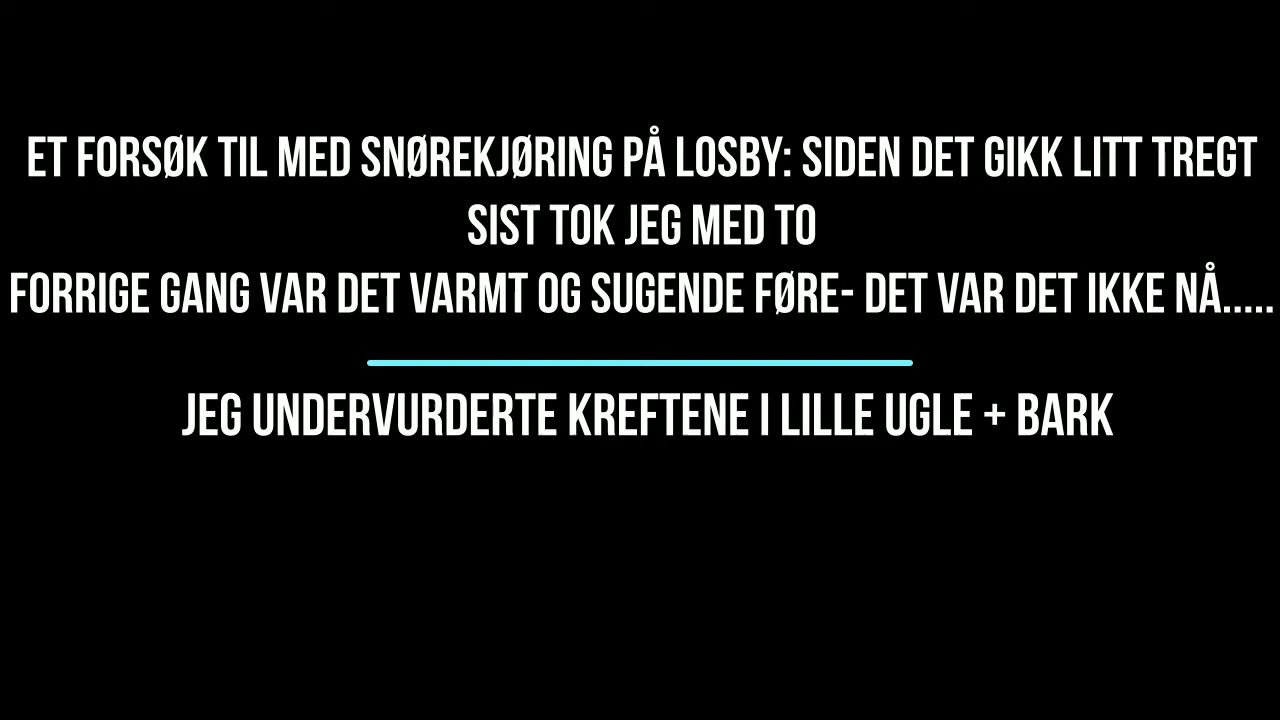 ET FORSØK TIL MED SNØREKJØRING PÅ LOSBY: SIDEN DET GIKK LITT TREGT
SIST TOK JEG MED TO
FORRIGE GANG VAR DET VARMT OG SUGENDE FØRE- DET VAR DET IKKE NÅ.....
JEG UNDERVURDERTE KREFTENE I LILLE UGLE + BARK